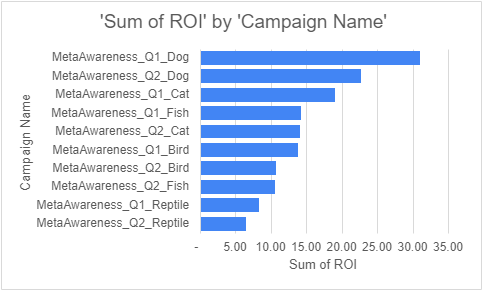 'Sum of ROI' by 'Campaign Name'
Campaign Name
MetaAwareness_Q1_Dog
MetaAwareness_Q2_Dog
MetaAwareness_Q1_Cat
MetaAwareness_Q1_Fish
MetaAwareness_Q2_Cat
MetaAwareness_Q1_Bird
MetaAwareness_Q2_Bird
MetaAwareness_Q2_Fish
MetaAwareness_Q1_Reptile
MetaAwareness_Q2_Reptile
- 5.00 10.00 15.00 20.00 25.00 30.00 35.00
Sum of ROI